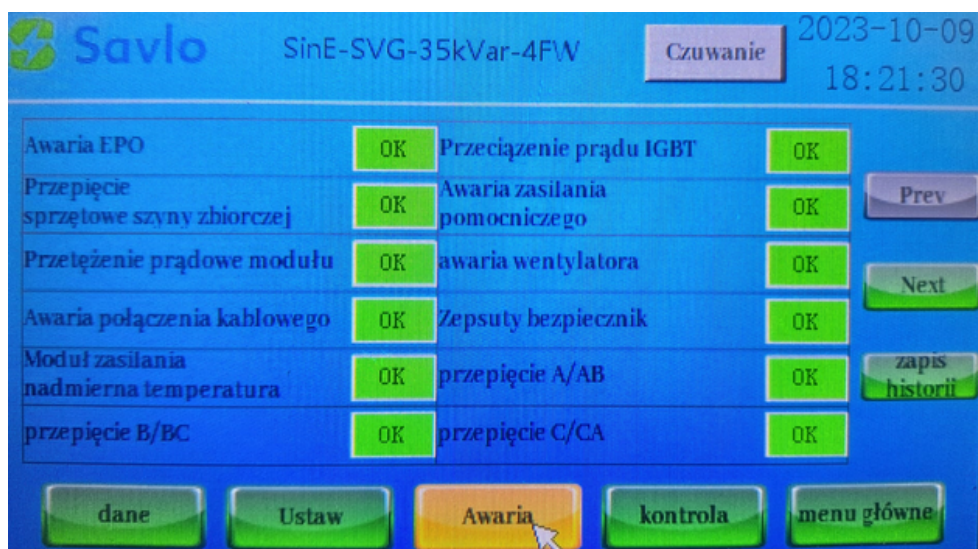 Savlo
SinE-SVG-35kVar-4FW
Czuwanie
2023-10-09
18:21:30
Awaria EPO
OK
Przeciązenie prądu IGBT
OK
Przepięcie
sprzętowe szyny zbiorczej
OK
Awaria zasilania
pomocniczego
OK
Prev
Przetężenie prądowe modułu
OK
awaria wentylatora
OK
Next
Awaria połączenia kablowego
OK
Zepsuty bezpiecznik
OK
Moduł zasilania
nadmierna temperatura
OK
przepięcie A/AB
OK
zapis
historii
przepięcie B/BC
OK
przepięcie C/CA
OK
dane
Ustaw
Awaria
kontrola
menu główne